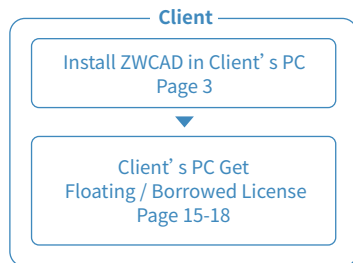 Client
Install ZWCAD in Client's PC
Page 3
Client's PC Get
Floating / Borrowed License
Page 15-18